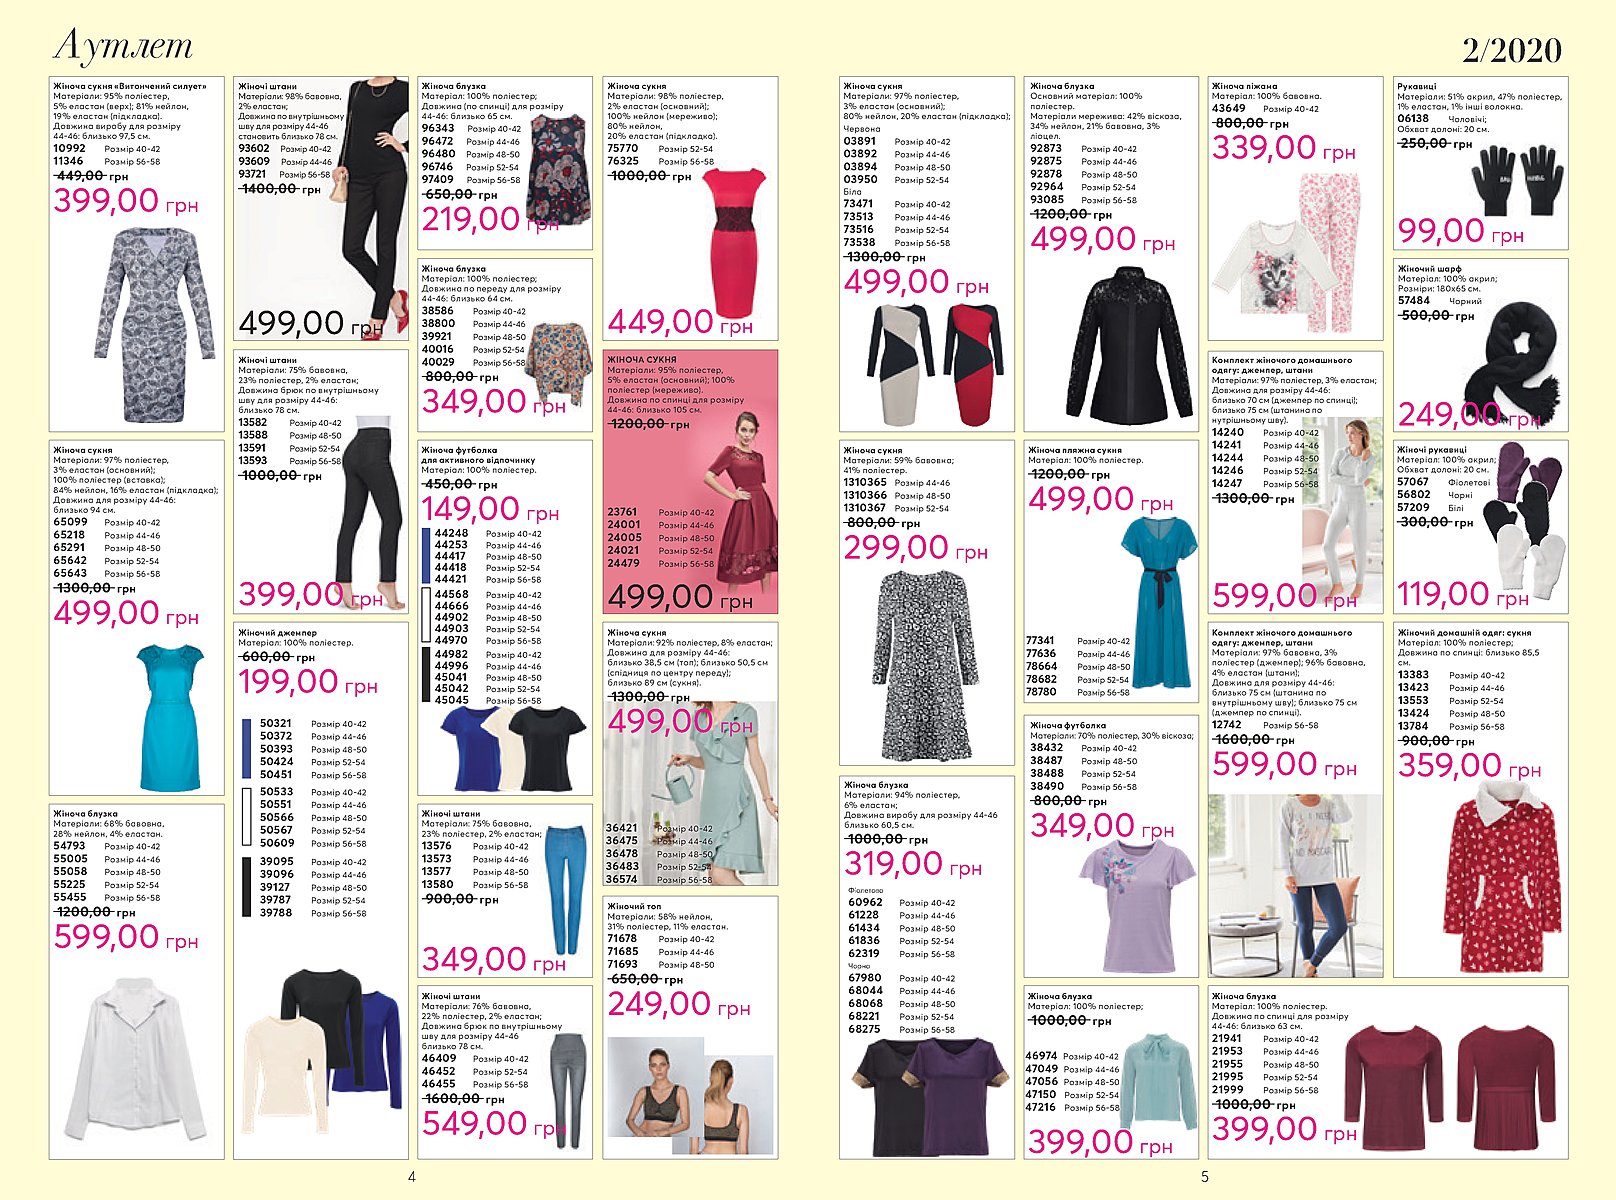 Аутлет
2/2020
Жіноча сукня «Витончений силует»
Матеріали: 95% поліестер,
5% еластан (верх); 81% нейлон,
19% еластан (підкладка).
Довжина виробу для розміру
44-46: близько 97,5 см.
10992 Розмір 40-42
11346 Розмір 56-58
449,00 грн
399,00 грн
Жіноча сукня
Матеріали: 97% поліестер,
3% еластан (основний);
100% поліестер (вставка);
84% нейлон, 16% еластан (підкладка);
Довжина для розміру 44-46:
близько 94 см.
65099 Розмір 40-42
65218 Розмір 44-46
65291 Розмір 48-50
65642 Розмір 52-54
65643 Розмір 56-58
1300,00 грн
499,00 грн
Жіноча блузка
Матеріали: 68% бавовна,
28% нейлон, 4% еластан.
54793 Розмір 40-42
55005 Розмір 44-46
55058 Розмір 48-50
55225 Розмір 52-54
55455 Розмір 56-58
1200,00 грн
599,00 грн
Жіночі штани
Матеріали: 98% бавовна,
2% еластан;
Довжина по внутрішньому
шву для розміру 44-46
становить близько 78 см.
93602 Розмір 40-42
93609 Розмір 44-46
93721 Розмір 56-58
1400,00 грн
499,00 грн
Жіночі штани
Матеріали: 75% бавовна,
23% поліестер, 2% еластан;
Довжина брюк по внутрішньому
шву для розміру 44-46:
близько 78 см.
13582 Розмір 40-42
13588 Розмір 48-50
13591 Розмір 52-54
13593 Розмір 56-58
1000,00 грн
399,00 грн
Жіночий джемпер
Матеріал: 100% поліестер.
600,00 грн
199,00 грн
50321 Розмір 40-42
50372 Розмір 44-46
50393 Розмір 48-50
50424 Розмір 52-54
50451 Розмір 56-58
50533 Розмір 40-42
50551 Розмір 44-46
50566 Розмір 48-50
50567 Розмір 52-54
50609 Розмір 56-58
39095 Розмір 40-42
39096 Розмір 44-46
39127 Розмір 48-50
39787 Розмір 52-54
39788 Розмір 56-58
Жіноча блузка
Матеріал: 100% поліестер;
Довжина (по спинці) для розміру
44-46: близько 65 см.
96343 Розмір 40-42
96472 Розмір 44-46
96480 Розмір 48-50
96746 Розмір 52-54
97409 Розмір 56-58
650,00 грн
219,00 грн
Жіноча блузка
Матеріал: 100% поліестер;
Довжина по переду для розміру
44-46: близько 64 см.
38586 Розмір 40-42
38800 Розмір 44-46
39921 Розмір 48-50
40016 Розмір 52-54
40029 Розмір 56-58
800,00 грн
349,00 грн
Жіноча футболка
для активного відпочинку
Матеріал: 100% поліестер.
450,00 грн
149,00 грн
44248 Розмір 40-42
44253 Розмір 44-46
44417 Розмір 48-50
44418 Розмір 52-54
44421 Розмір 56-58
44568 Розмір 40-42
44666 Розмір 44-46
44902 Розмір 48-50
44903 Розмір 52-54
44970 Розмір 56-58
44982 Розмір 40-42
44996 Розмір 44-46
45041 Розмір 48-50
45042 Розмір 52-54
45045 Розмір 56-58
Жіночі штани
Матеріали: 75% бавовна,
23% поліестер, 2% еластан;
13576 Розмір 40-42
13573 Розмір 44-46
13577 Розмір 48-50
13580 Розмір 56-58
900,00 грн
349,00 грн
Жіночі штани
Матеріали: 76% бавовна,
22% поліестер, 2% еластан;
Довжина брюк по внутрішньому
шву для розміру 44-46
близько 78 см.
46409 Розмір 40-42
46452 Розмір 52-54
46455 Розмір 56-58
1600,00 грн
549,00 грн
Жіноча сукня
Матеріали: 98% поліестер,
2% еластан (основний);
100% нейлон (мереживо);
80% нейлон,
20% еластан (підкладка).
75770 Розмір 52-54
76325 Розмір 56-58
1000,00 грн
449,00 грн
ЖІНОЧА СУКНЯ
Матеріали: 95% поліестер,
5% еластан (основний); 100%
поліестер (мереживо).
Довжина по спинці для розміру
44-46: близько 105 см.
1200,00 грн
23761 Розмір 40-42
24001 Розмір 44-46
24005 Розмір 48-50
24021 Розмір 52-54
24479 Розмір 56-58
499,00 грн
Жіноча сукня
Матеріали: 92% поліестер, 8% еластан;
Довжина для розміру 44-46:
близько 38,5 см (топ); близько 50,5 см
(спідниця по центру переду);
близько 89 см (сукня).
1300,00 грн
499,00 грн
36421 Розмір 40-42
36475 Розмір 44-46
36478 Розмір 48-50
36483 Розмір 52-54
36574 Розмір 56-58
Жіночий топ
Матеріали: 58% нейлон,
31% поліестер, 11% еластан.
71678 Розмір 40-42
71685 Розмір 44-46
71693 Розмір 48-50
650,00 грн
249,00 грн
4
Жіноча сукня
Матеріали: 97% поліестер,
3% еластан (основний);
80% нейлон, 20% еластан (підкладка);
Червона
03891 Розмір 40-42
03892 Розмір 44-46
03894 Розмір 48-50
03950 Розмір 52-54
Біла
73471 Розмір 40-42
73513 Розмір 44-46
73516 Розмір 52-54
73538 Розмір 56-58
1300,00 грн
499,00 грн
Жіноча сукня
Матеріали: 59% бавовна;
41% поліестер.
1310365 Розмір 44-46
1310366 Розмір 48-50
1310367 Розмір 52-54
800,00 грн
299,00 грн
Жіноча блузка
Матеріали: 94% поліестер,
6% еластан;
Довжина виробу для розміру 44-46
близько 60,5 см.
1000,00 грн
319,00 грн
Фіолетова
60962 Розмір 40-42
61228 Розмір 44-46
61434 Розмір 48-50
61836 Розмір 52-54
62319 Розмір 56-58
Чорна
67980 Розмір 40-42
68044 Розмір 44-46
68068 Розмір 48-50
68221 Розмір 52-54
68275 Розмір 56-58
Жіноча блузка
Основний матеріал: 100%
поліестер.
Матеріали мережива: 42% віскоза,
34% нейлон, 21% бавовна, 3%
ліоцел.
92873 Розмір 40-42
92875 Розмір 44-46
92878 Розмір 48-50
92964 Розмір 52-54
93085 Розмір 56-58
1200,00 грн
499,00 грн
Жіноча пляжна сукня
Матеріал: 100% поліестер.
1200,00 грн
499,00 грн
77341 Розмір 40-42
77636 Розмір 44-46
78664 Розмір 48-50
78682 Розмір 52-54
78780 Розмір 56-58
Жіноча футболка
Матеріали: 70% поліестер, 30% віскоза;
38432 Розмір 40-42
38487 Розмір 48-50
38488 Розмір 52-54
38490 Розмір 56-58
800,00 грн
349,00 грн
Жіноча блузка
Матеріал: 100% поліестер;
1000,00 грн
46974 Розмір 40-42
47049 Розмір 44-46
47056 Розмір 48-50
47150 Розмір 52-54
47216 Розмір 56-58
399,00 грн
Жіноча піжама
Матеріал: 100% бавовна.
43649 Розмір 40-42
800,00 грн
339,00 грн
Комплект жіночого домашнього
одягу: джемпер, штани
Матеріали: 97% поліестер, 3% еластан;
Довжина для розміру 44-46:
близько 70 см (джемпер по спинці);
близько 75 см (штанина по
нутрішньому шву).
14240 Розмір 40-42
14241 Розмір 44-46
14244 Розмір 48-50
14246 Розмір 52-54
14247 Розмір 56-58
1300,00 грн
599,00 грн
Комплект жіночого домашнього
одягу: джемпер, штани
Матеріали: 97% бавовна, 3%
поліестер (джемпер); 96% бавовна,
4% еластан (штани);
Довжина для розміру 44-46:
близько 75 см (штанина по
внутрішньому шву); близько 75 см
(джемпер по спинці).
12742 Розмір 56-58
1600,00 грн
599,00 грн
Рукавиці
Матеріали: 51% акрил, 47% поліестер,
1% еластан, 1% інші волокна.
06138 Чоловічі;
Обхват долоні: 20 см.
250,00 грн
99,00 грн
Жіночий шарф
Матеріал: 100% акрил;
Розміри: 180х65 см.
57484 Чорний
500,00 грн
249,00 грн
Жіночі рукавиці
Матеріал: 100% акрил;
Обхват долоні: 20 см.
57067 Фіолетові
56802 Чорні
57209 Білі
300,00 грн
119,00 грн
Жіночий домашній одяг: сукня
Матеріал: 100% поліестер;
Довжина по спинці: близько 85,5
см.
13383 Розмір 40-42
13423 Розмір 44-46
13553 Розмір 52-54
13424 Розмір 48-50
13784 Розмір 56-58
900,00 грн
359,00 грн
Жіноча блузка
Матеріал: 100% поліестер.
Довжина по спинці для розміру
44-46: близько 63 см.
21941 Розмір 40-42
21953 Розмір 44-46
21955 Розмір 48-50
21995 Розмір 52-54
21999 Розмір 56-58
1000,00 грн
399,00 грн
5